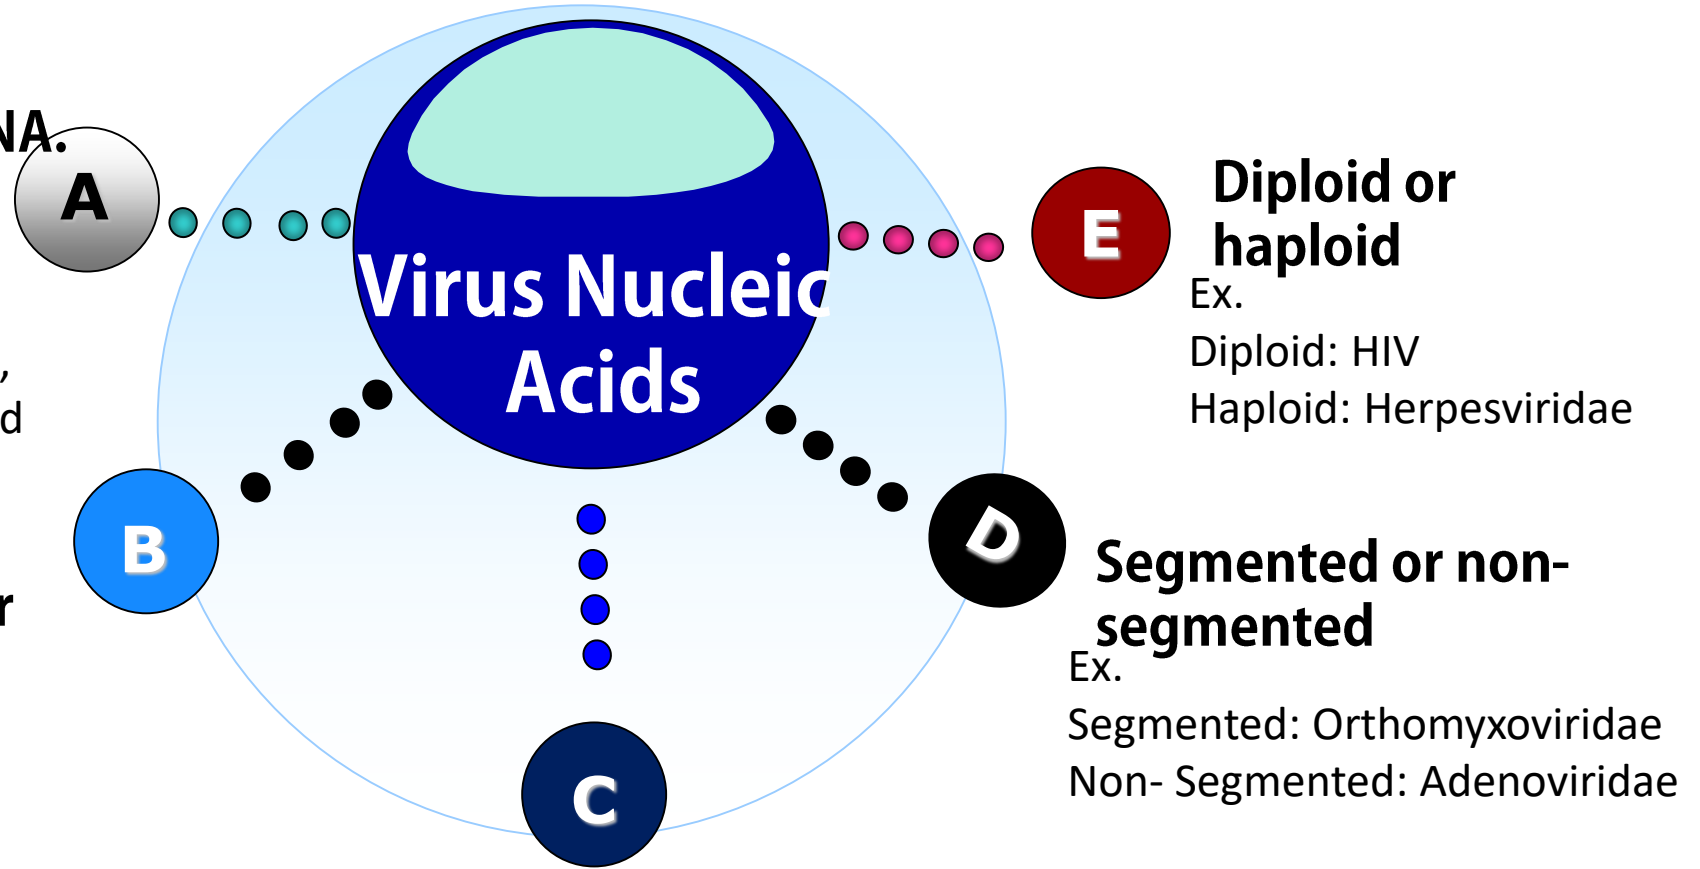 NA.
A
Virus Nucleic
Acids
E
Diploid or
haploid
Ex.
Diploid: HIV
Haploid: Herpesviridae
,
d
B
r
C
D
Segmented or non-
segmented
Ex.
Segmented: Orthomyxoviridae
Non- Segmented: Adenoviridae